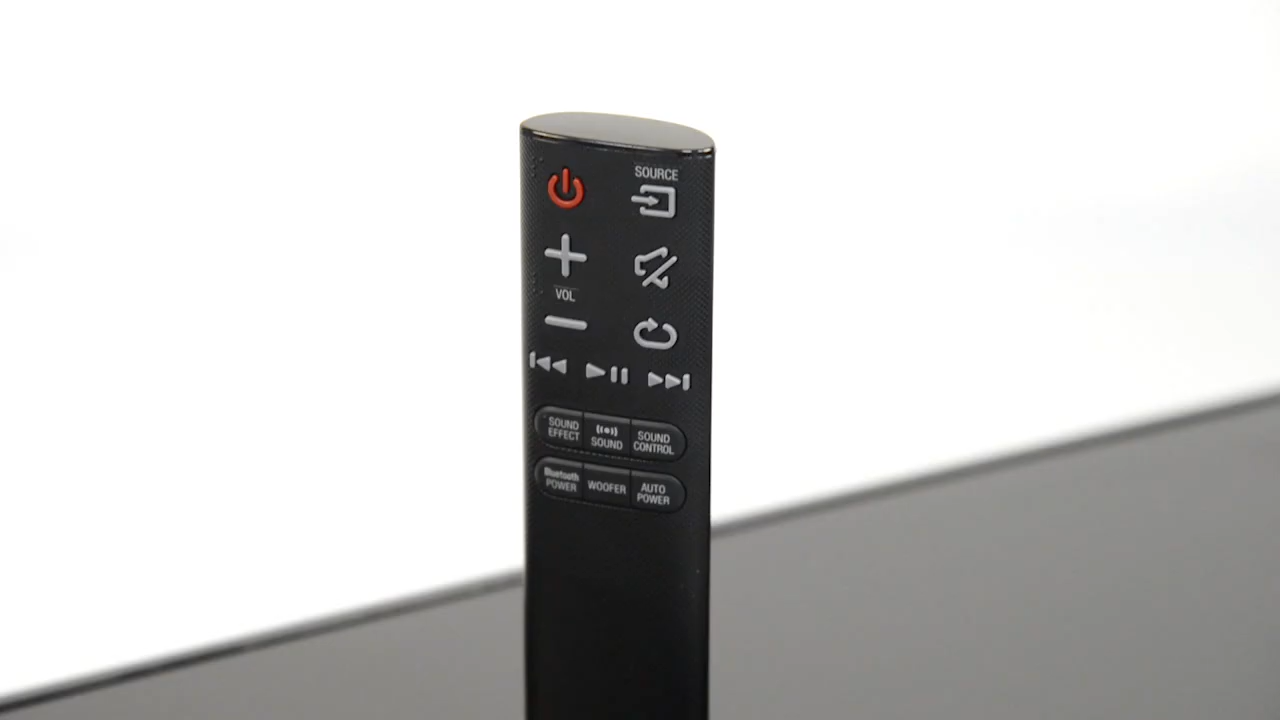 SOURCE
VOL
SOUND
EFFECT
SOUND
SOUND
CONTROL
Bluetooth
POWER
WOOFER
AUTO
POWER